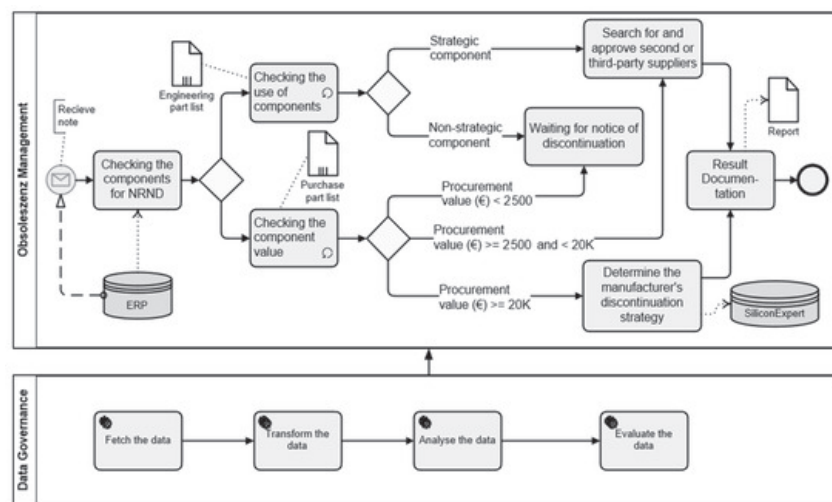 Obsoleszenz Management
Recieve
note
Checking the
components
for NRND
ERP
Engineering
part list
Checking the
use of
components
Purchase
part list
Checking the
component
value
Strategic
component
Non-strategic
component
Procurement
value (€) < 2500
Procurement
value (€) >= 2500 and < 20K
Procurement
value (€) >= 20K
Search for and
approve second or
third-party suppliers
Waiting for notice of
discontinuation
Determine the
manufacturer's
discontinuation
strategy
SiliconExpert
Report
Result
Documen-
tation
Data Governance
Fetch the data
Transform the
data
Analyse the data
Evaluate the
data